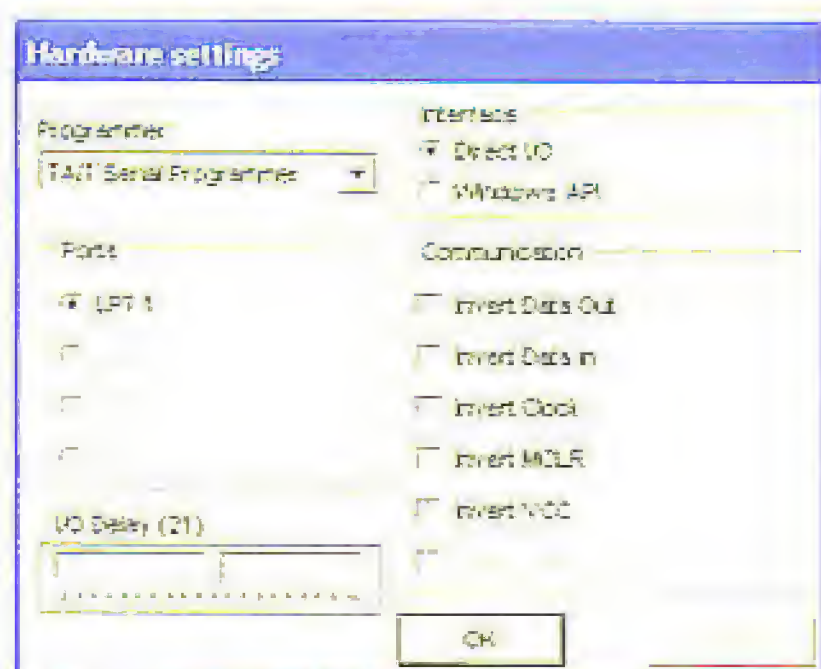 Hardware settings
Programmer
TAIT Serial Programmer
Interface
Direct I/O
Windows API
Ports
LPT 1
Communication
Invert Data Out
Invert Data In
Invert Clock
Invert MCLR
Invert VCC
I/O Delay (21)
OK